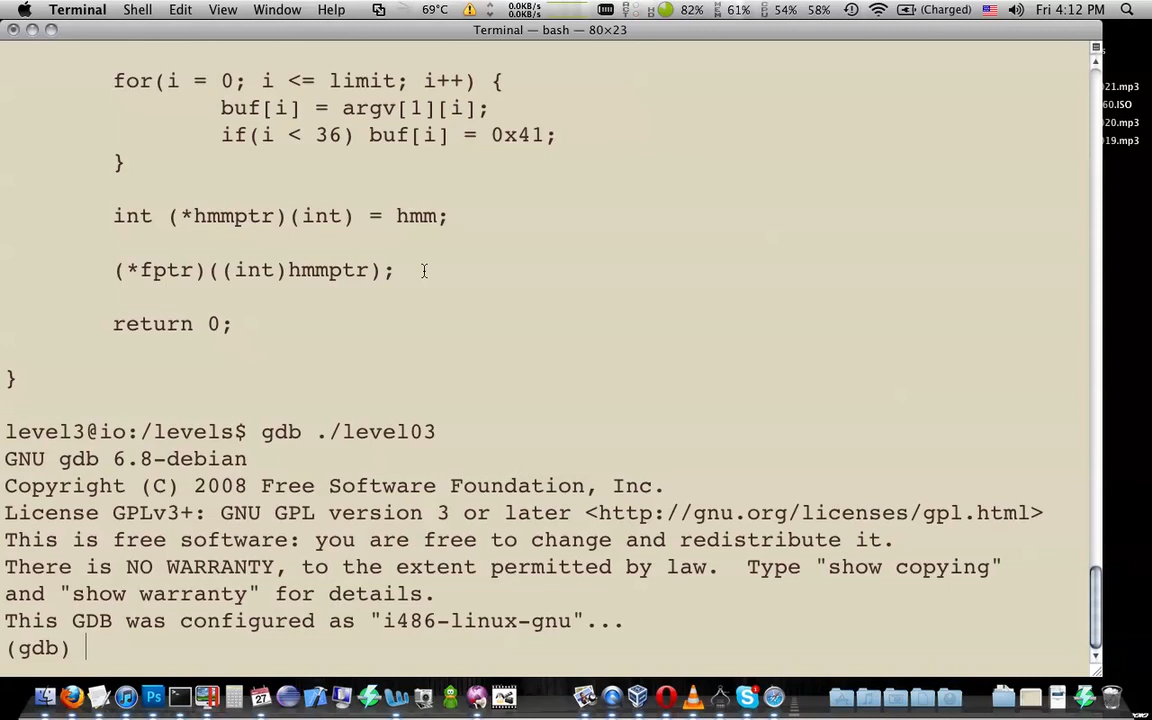 Terminal Shell Edit View Window Help 69°C 0.0KB/s 0.0KB/s 82% 61% 54% 58% (Charged) Fri 4:12 PM
Terminal — bash — 80×23
for(i = 0; i <= limit; i++) {
buf[i] = argv[1][i];
if(i < 36) buf[i] = 0x41;
}
int (*hmmptr)(int) = hmm;
(*fptr)((int)hmmptr);
return 0;
}
level3@io:/levels$ gdb ./level03
GNU gdb 6.8-debian
Copyright (C) 2008 Free Software Foundation, Inc.
License GPLv3+: GNU GPL version 3 or later <http://gnu.org/licenses/gpl.html>
This is free software: you are free to change and redistribute it.
There is NO WARRANTY, to the extent permitted by law.  Type "show copying"
and "show warranty" for details.
This GDB was configured as "i486-linux-gnu"...
(gdb)
021.mp3
60.ISO
020.mp3
019.mp3